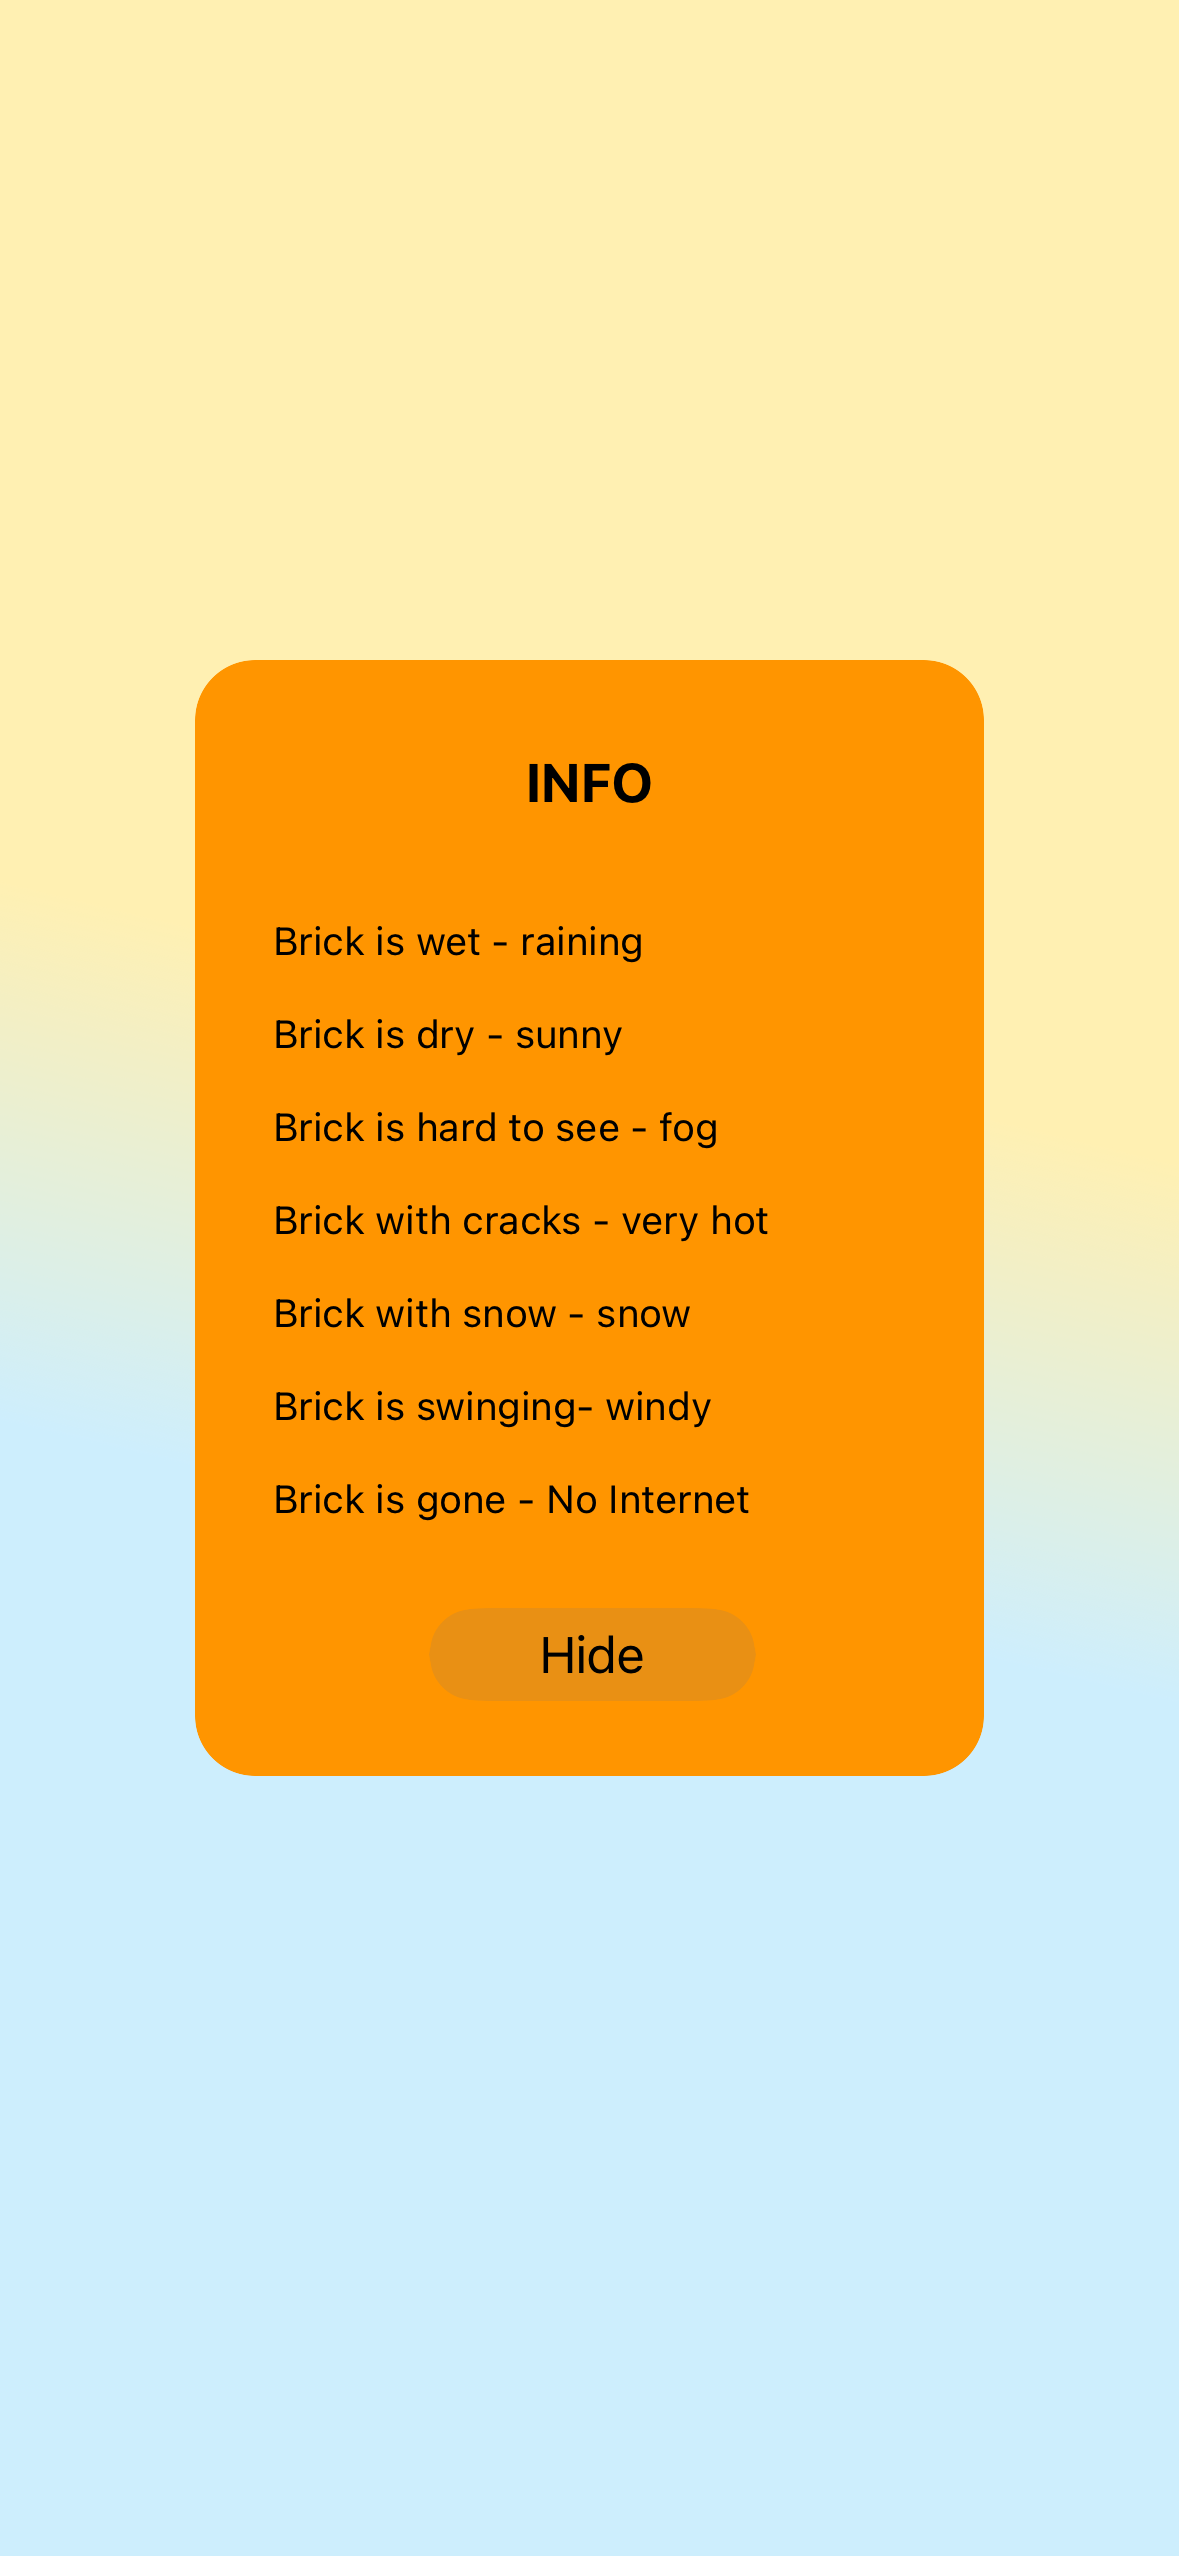 INFO
Brick is wet - raining
Brick is dry - sunny
Brick is hard to see - fog
Brick with cracks - very hot
Brick with snow - snow
Brick is swinging- windy
Brick is gone - No Internet
Hide